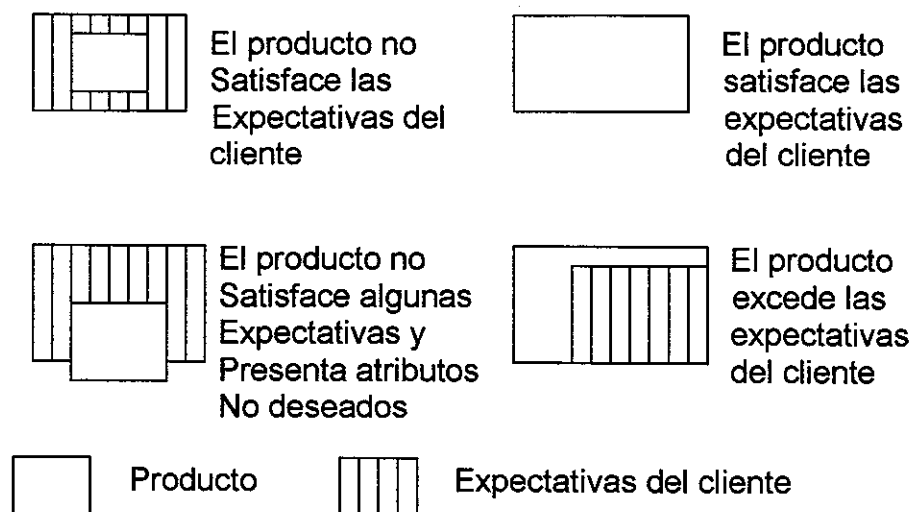 El producto no
Satisface las
Expectativas del
cliente
El producto
satisface las
expectativas
del cliente
El producto no
Satisface algunas
Expectativas y
Presenta atributos
No deseados
El producto
excede las
expectativas
del cliente
Producto
Expectativas del cliente